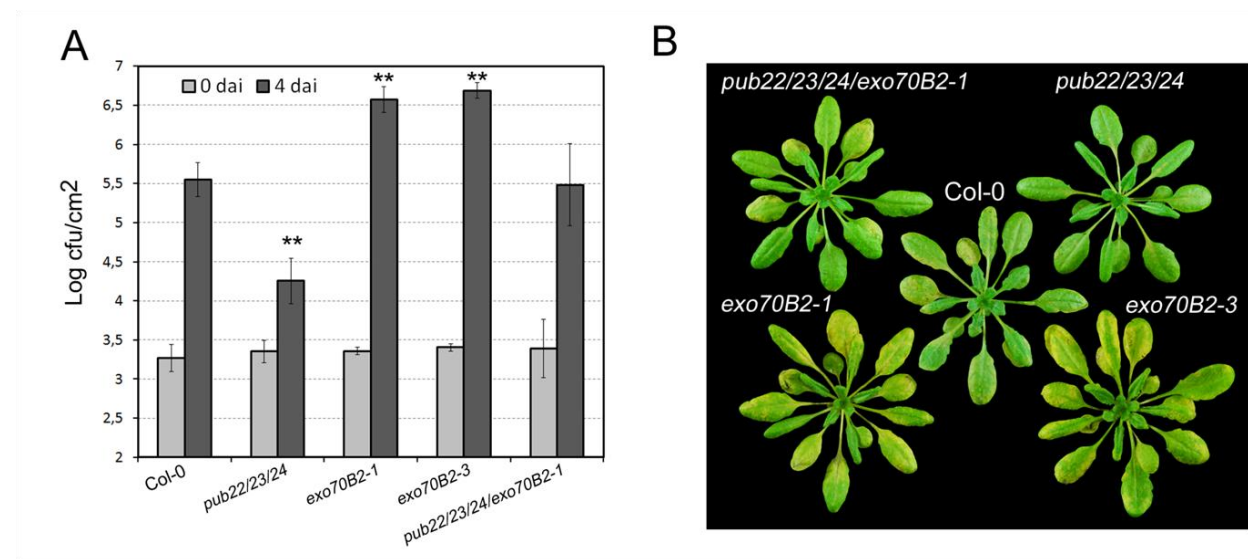 A
7
6,5
6
5,5
5
4,5
4
3,5
3
2,5
2
Log cfu/cm2
0 dai 4 dai
**
**
**
Col-0
pub22/23/24
exo70B2-1
exo70B2-3
pub22/23/24/exo70B2-1
B
pub22/23/24/exo70B2-1
pub22/23/24
Col-0
exo70B2-1
exo70B2-3